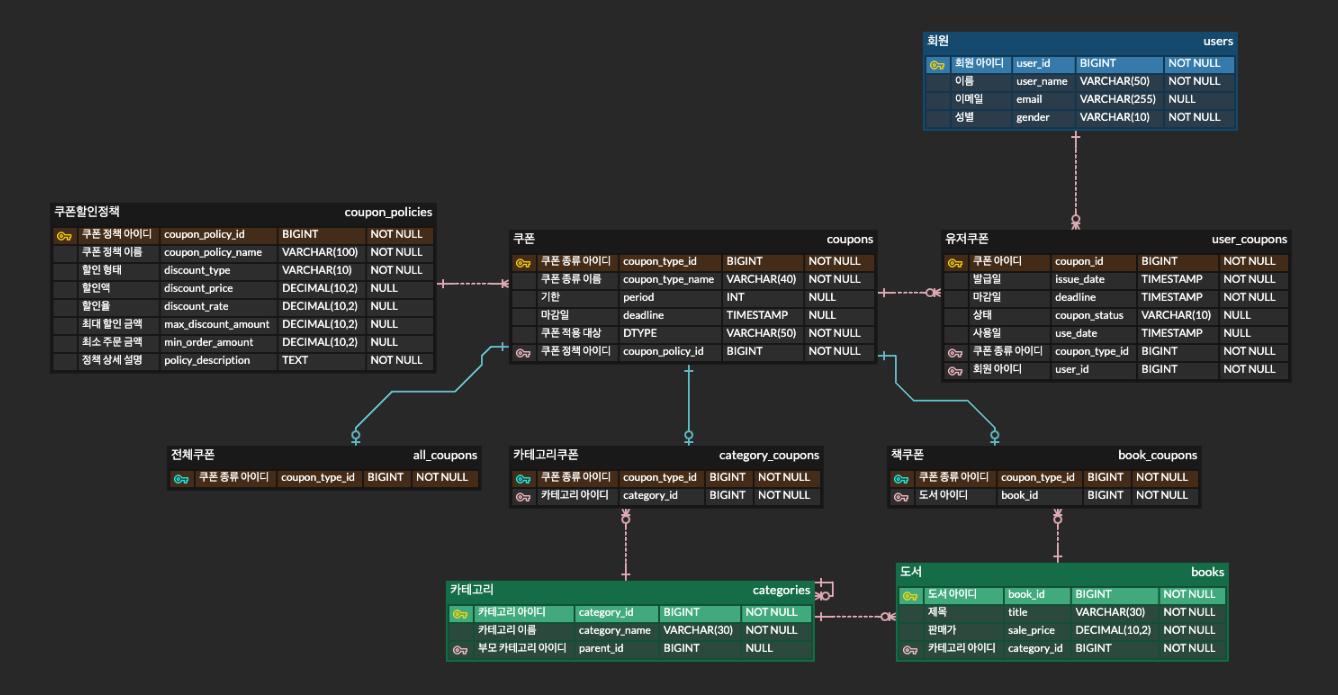 회원 users
회원 아이디 user_id BIGINT NOT NULL
이름 user_name VARCHAR(50) NOT NULL
이메일 email VARCHAR(255) NULL
성별 gender VARCHAR(10) NOT NULL
쿠폰할인정책 coupon_policies
쿠폰 정책 아이디 coupon_policy_id BIGINT NOT NULL
쿠폰 정책 이름 coupon_policy_name VARCHAR(100) NOT NULL
할인 형태 discount_type VARCHAR(10) NOT NULL
할인액 discount_price DECIMAL(10,2) NULL
할인율 discount_rate DECIMAL(10,2) NULL
최대 할인 금액 max_discount_amount DECIMAL(10,2) NULL
최소 주문 금액 min_order_amount DECIMAL(10,2) NULL
정책 상세 설명 policy_description TEXT NOT NULL
쿠폰 coupons
쿠폰 종류 아이디 coupon_type_id BIGINT NOT NULL
쿠폰 종류 이름 coupon_type_name VARCHAR(40) NOT NULL
기한 period INT NULL
마감일 deadline TIMESTAMP NULL
쿠폰 적용 대상 DTYPE VARCHAR(50) NOT NULL
쿠폰 정책 아이디 coupon_policy_id BIGINT NOT NULL
유저쿠폰 user_coupons
쿠폰 아이디 coupon_id BIGINT NOT NULL
발급일 issue_date TIMESTAMP NOT NULL
마감일 deadline TIMESTAMP NOT NULL
상태 coupon_status VARCHAR(10) NULL
사용일 use_date TIMESTAMP NULL
쿠폰 종류 아이디 coupon_type_id BIGINT NOT NULL
회원 아이디 user_id BIGINT NOT NULL
전체쿠폰 all_coupons
쿠폰 종류 아이디 coupon_type_id BIGINT NOT NULL
카테고리쿠폰 category_coupons
쿠폰 종류 아이디 coupon_type_id BIGINT NOT NULL
카테고리 아이디 category_id BIGINT NOT NULL
책쿠폰 book_coupons
쿠폰 종류 아이디 coupon_type_id BIGINT NOT NULL
도서 아이디 book_id BIGINT NOT NULL
카테고리 categories
카테고리 아이디 category_id BIGINT NOT NULL
카테고리 이름 category_name VARCHAR(30) NOT NULL
부모 카테고리 아이디 parent_id BIGINT NULL
도서 books
도서 아이디 book_id BIGINT NOT NULL
제목 title VARCHAR(30) NOT NULL
판매가 sale_price DECIMAL(10,2) NOT NULL
카테고리 아이디 category_id BIGINT NOT NULL